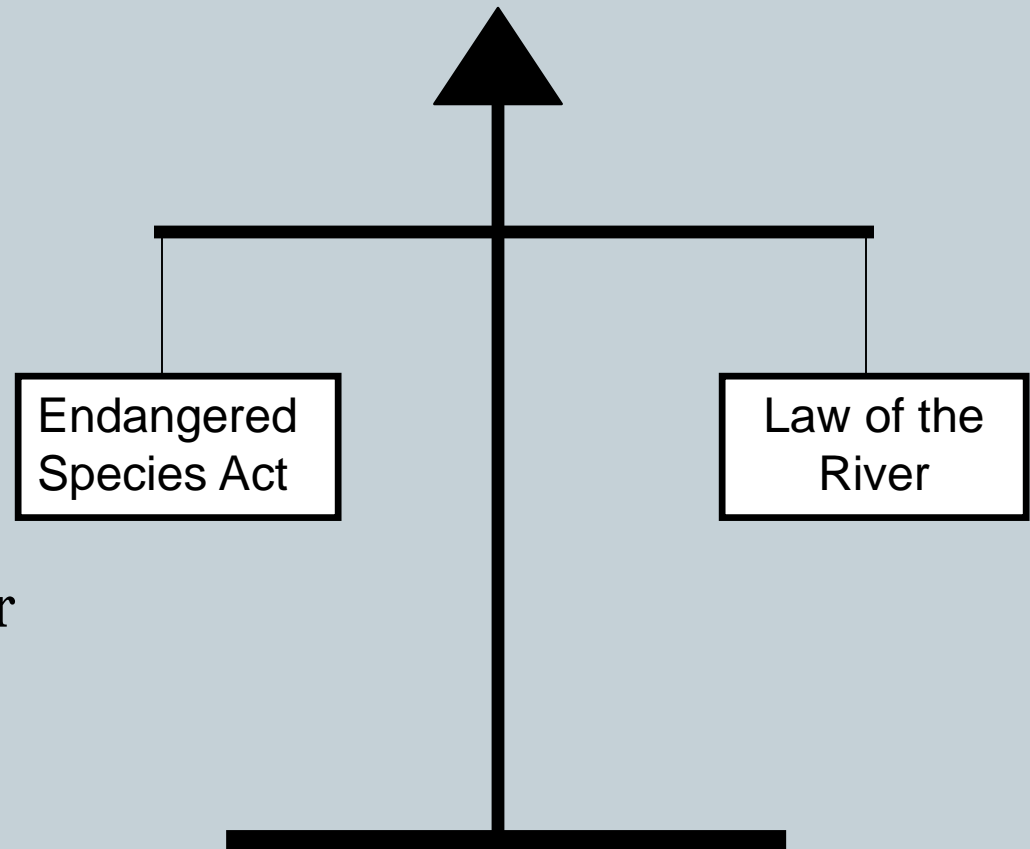 Endangered
Species Act
Law of the
River
r